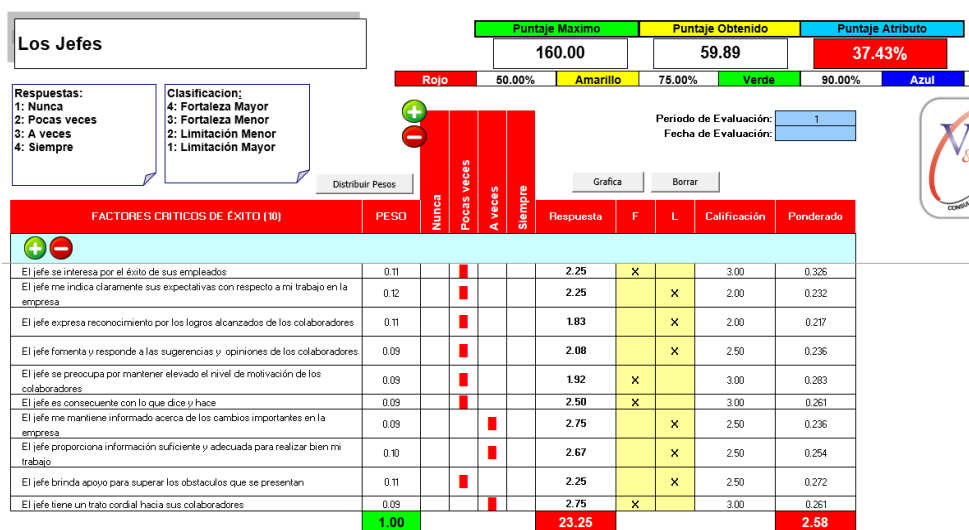 Los Jefes
Puntaje Maximo Puntaje Obtenido Puntaje Atributo
160.00 59.89 37.43%
Rojo 50.00% Amarillo 75.00% Verde 90.00% Azul
Respuestas:
1: Nunca
2: Pocas veces
3: A veces
4: Siempre
Clasificacion:
4: Fortaleza Mayor
3: Fortaleza Menor
2: Limitación Menor
1: Limitación Mayor
Periodo de Evaluación: 1
Fecha de Evaluación:
Distribuir Pesos
Grafica
Borrar
V
&
CONSU
FACTORES CRITICOS DE ÉXITO (10) PESO Nunca Pocas veces A veces Siempre Respuesta F L Calificación Ponderado
El jefe se interesa por el éxito de sus empleados 0.11 2.25 X 3.00 0.326
El jefe me indica claramente sus expectativas con respecto a mi trabajo en la
empresa 0.12 2.25 X 2.00 0.232
El jefe expresa reconocimiento por los logros alcanzados de los colaboradores 0.11 1.83 X 2.00 0.217
El jefe fomenta y responde a las sugerencias y opiniones de los colaboradores 0.09 2.08 X 2.50 0.236
El jefe se preocupa por mantener elevado el nivel de motivación de los
colaboradores 0.09 1.92 X 3.00 0.283
El jefe es consecuente con lo que dice y hace 0.09 2.50 X 3.00 0.261
El jefe me mantiene informado acerca de los cambios importantes en la
empresa 0.09 2.75 X 2.50 0.236
El jefe proporciona información suficiente y adecuada para realizar bien mi
trabajo 0.10 2.67 X 2.50 0.254
El jefe brinda apoyo para superar los obstaculos que se presentan 0.11 2.25 X 2.50 0.272
El jefe tiene un trato cordial hacia sus colaboradores 0.09 2.75 X 3.00 0.261
1.00 23.25 2.58